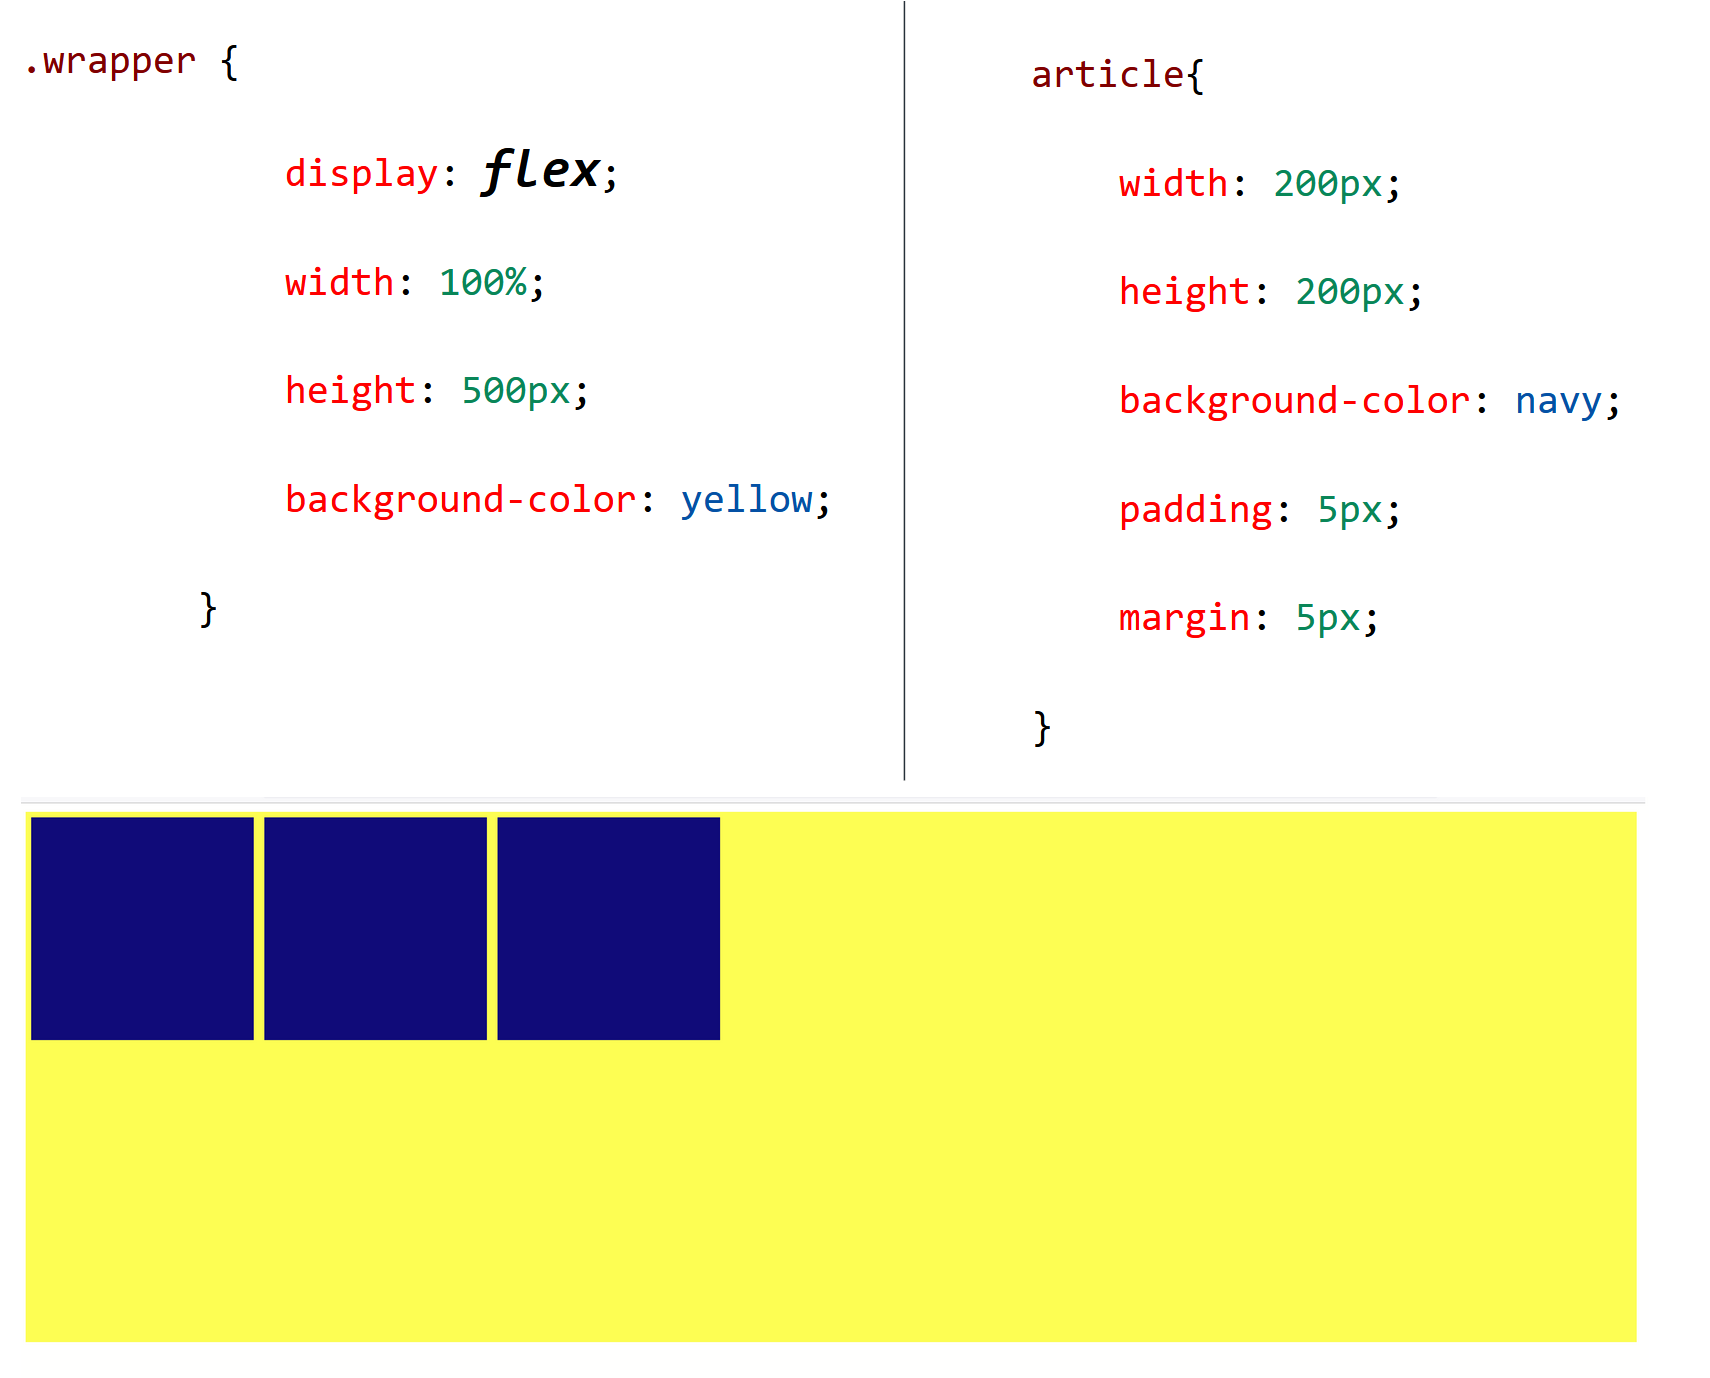 .wrapper {
display: flex;
width: 100%;
height: 500px;
background-color: yellow;
}
article{
width: 200px;
height: 200px;
background-color: navy;
padding: 5px;
margin: 5px;
}